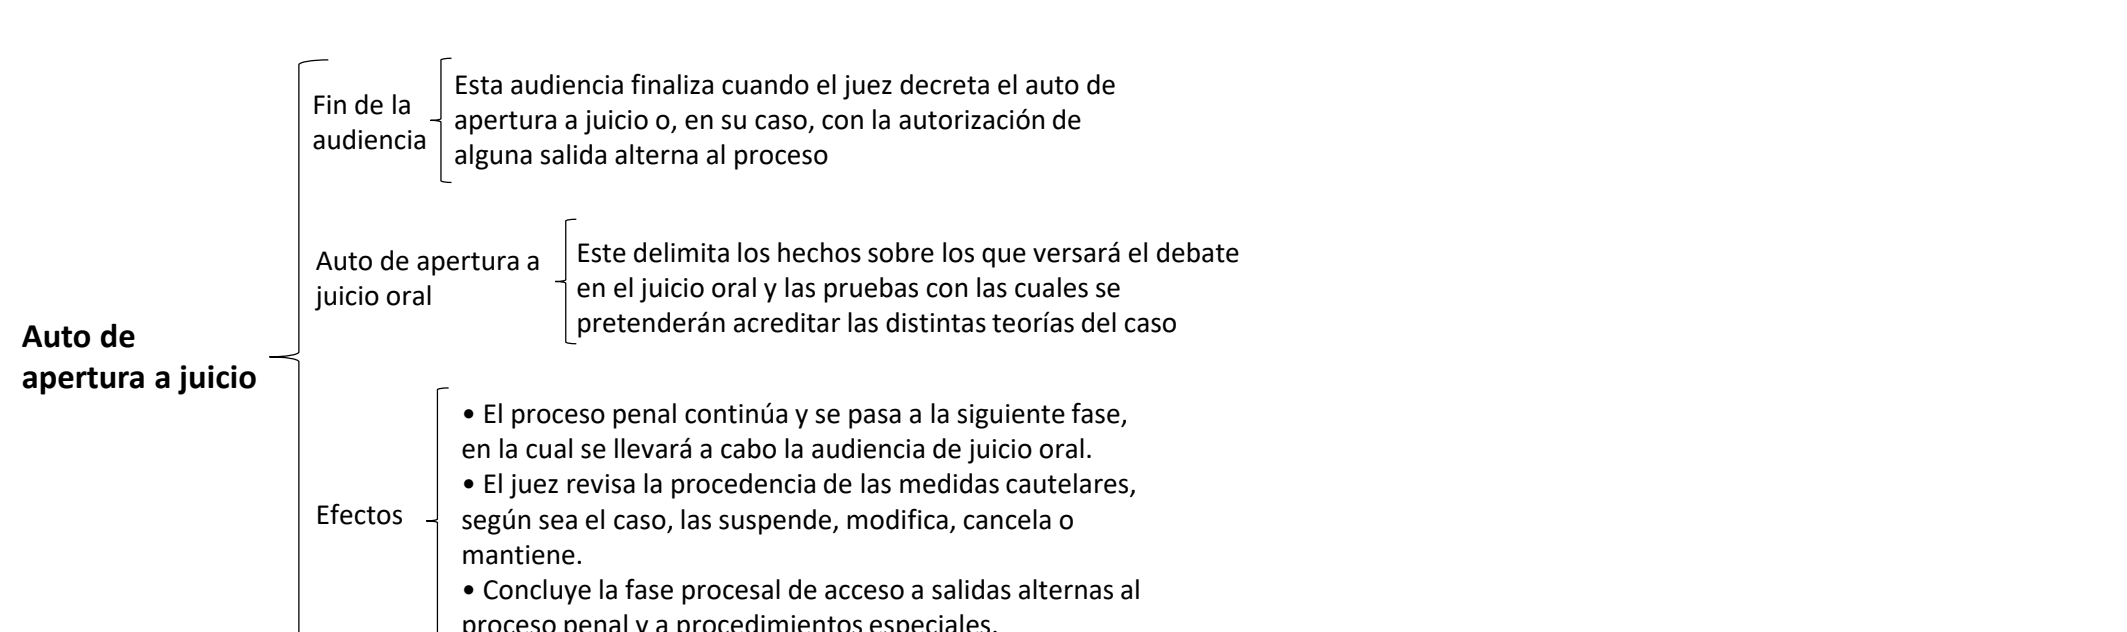 Auto de
apertura a juicio
Fin de la
audiencia
Esta audiencia finaliza cuando el juez decreta el auto de
apertura a juicio o, en su caso, con la autorización de
alguna salida alterna al proceso
Auto de apertura a
juicio oral
Este delimita los hechos sobre los que versará el debate
en el juicio oral y las pruebas con las cuales se
pretenderán acreditar las distintas teorías del caso
Efectos
• El proceso penal continúa y se pasa a la siguiente fase,
en la cual se llevará a cabo la audiencia de juicio oral.
• El juez revisa la procedencia de las medidas cautelares,
según sea el caso, las suspende, modifica, cancela o
mantiene.
• Concluye la fase procesal de acceso a salidas alternas al
proceso penal y a procedimientos especiales.